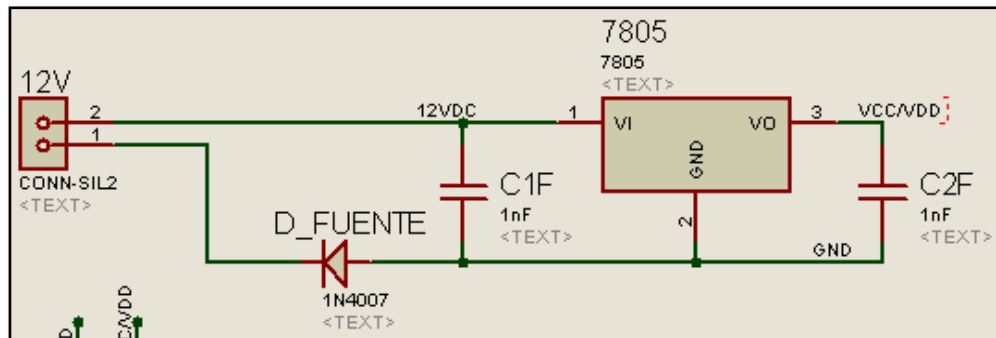 7805
7805
<TEXT>
12V
2
12VDC
1
VI
VO
3
VCC/VDD
1
GND
CONN-SIL2
<TEXT>
C1F
1nF
<TEXT>
2
C2F
1nF
<TEXT>
D_FUENTE
GND
1N4007
<TEXT>